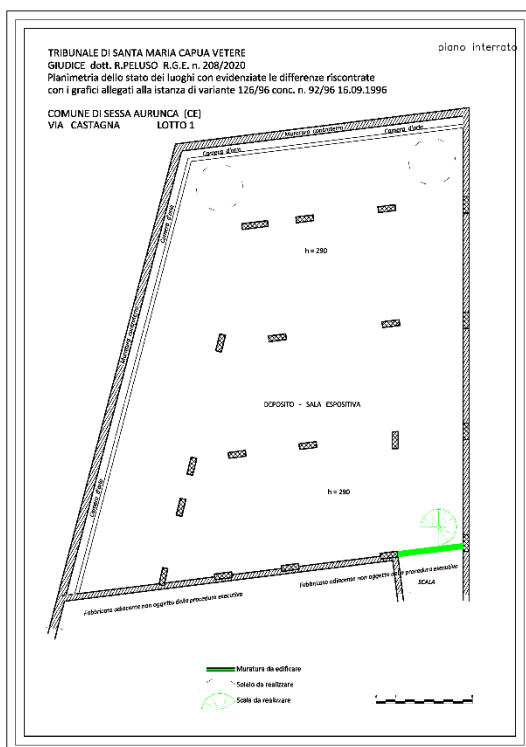 piano interrato
TRIBUNALE DI SANTA MARIA CAPUA VETERE
GIUDICE dott. R.PELUSO R.G.E. n. 208/2020
Planimetria dello stato dei luoghi con evidenziate le differenze riscontrate
con i grafici allegati alla istanza di variante 126/96 conc. n. 92/96 16.09.1996
COMUNE DI SESSA AURUNCA (CE)
VIA CASTAGNA LOTTO 1
Muratura controterra
Camera d'aria
Camera d'aria
Camera d'aria
h = 290
Muratura controterra
DEPOSITO - SALA ESPOSITIVA
Camera d'aria
h = 290
Fabbricato adiacente non oggetto della procedura esecutiva
Fabbricato adiacente non oggetto della procedura esecutiva
SCALA
Muratura da edificare
Solaio da realizzare
Scala da realizzare